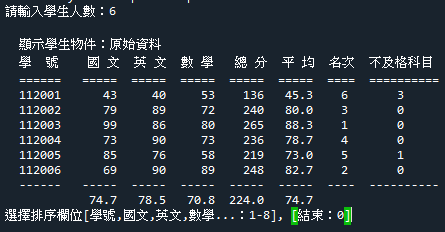 請輸入學生人數：6
顯示學生物件：原始資料
學 號 國 文 英 文 數 學 總 分 平 均 名次 不及格科目
====== ===== ===== ===== ====== ===== ==== ==========
112001 43 40 53 136 45.3 6 3
112002 79 89 72 240 80.0 3 0
112003 99 86 80 265 88.3 1 0
112004 73 90 73 236 78.7 4 0
112005 85 76 58 219 73.0 5 1
112006 69 90 89 248 82.7 2 0
------ ----- ----- ----- ------ ----- ---- ----------
74.7 78.5 70.8 224.0 74.7
選擇排序欄位[學號,國文,英文,數學...：1-8], [結束：0]